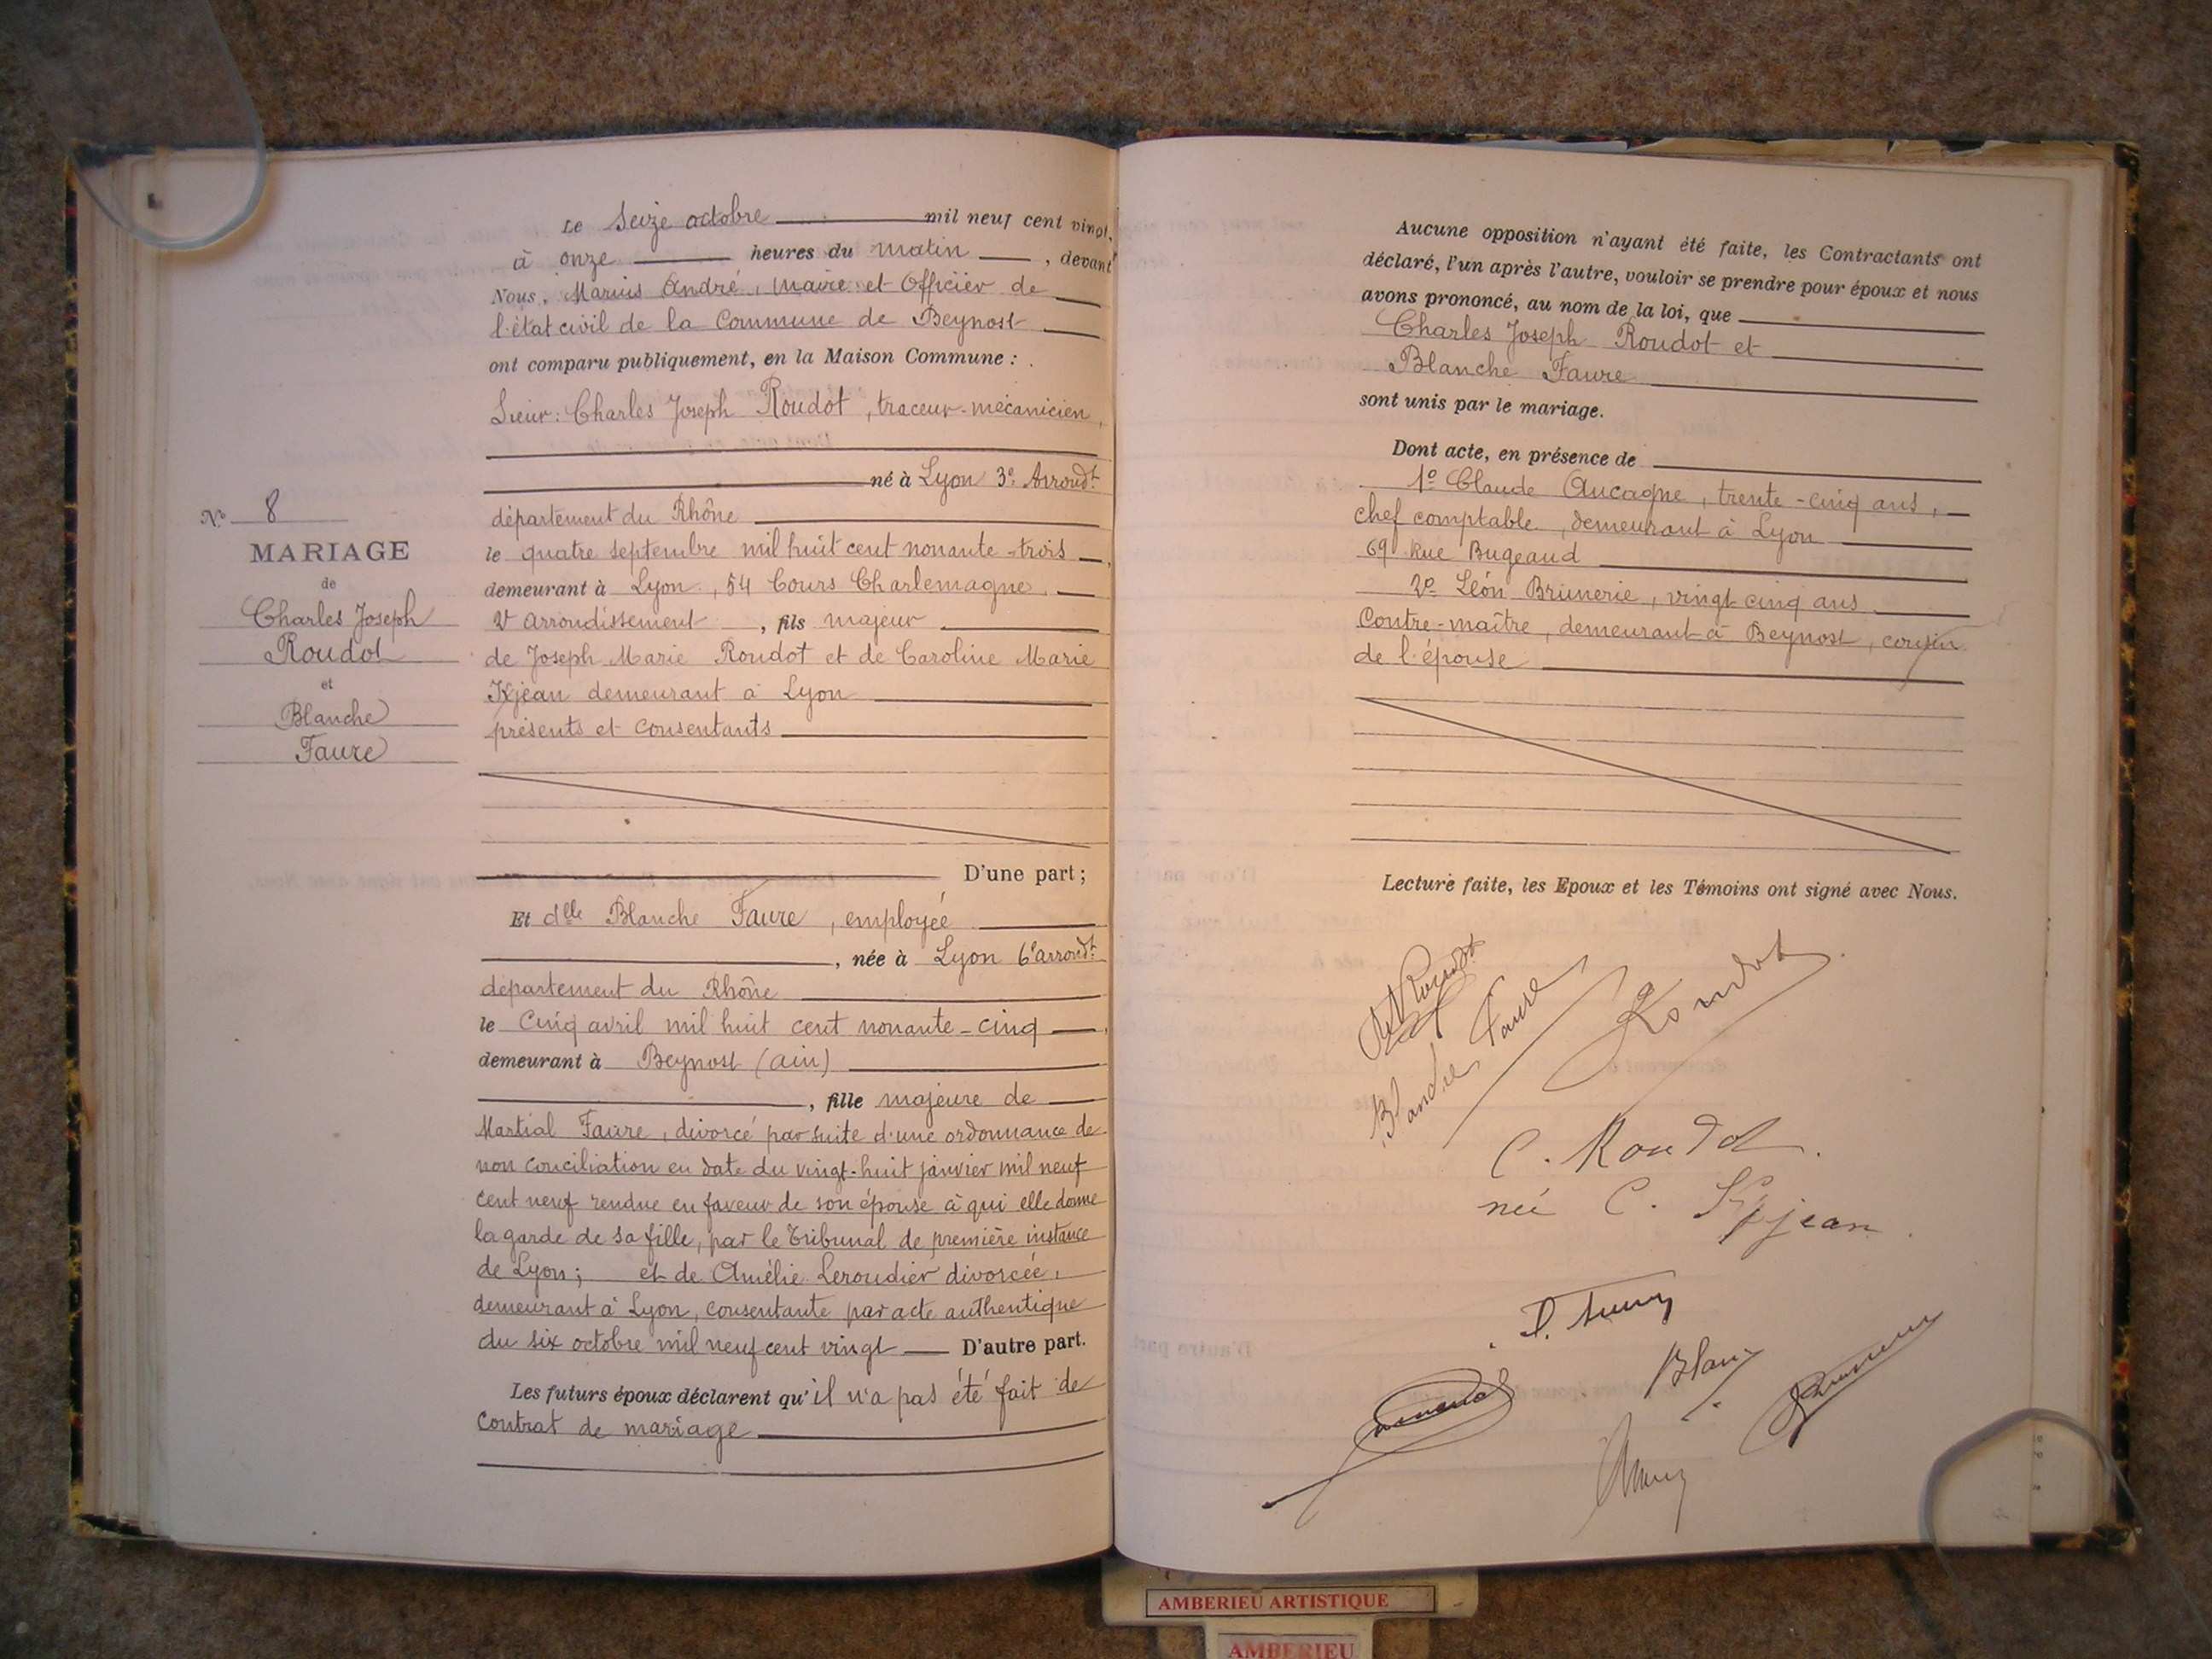 N° 8
MARIAGE
de
Charles Joseph
Roudot
et
Blanche
Faure
Le Seize octobre mil neuf cent vingt,
à onze heures du matin, devant
Nous, Marius André, Maire et Officier de
l'état civil de la Commune de Beynost
ont comparu publiquement, en la Maison Commune :
Sieur : Charles Joseph Roudot, traceur-mécanicien,
né à Lyon 3e Arrondt
département du Rhône
le quatre septembre mil huit cent nonante-trois,
demeurant à Lyon, 54 Cours Charlemagne,
2e arrondissement, fils majeur
de Joseph Marie Roudot et de Caroline Marie
Kjean demeurant à Lyon
présents et consentants
D'une part ;
Et dlle Blanche Faure, employée
, née à Lyon 6e arrondt
département du Rhône
le Cinq avril mil huit cent nonante-cinq,
demeurant à Beynost (ain)
, fille majeure de
Martial Faure, divorcé par suite d'une ordonnance de
non conciliation en date du vingt-huit janvier mil neuf
cent neuf rendue en faveur de son épouse à qui elle donne
la garde de sa fille, par le Tribunal de première instance
de Lyon ; et de Amélie Leroudier divorcée,
demeurant à Lyon, consentante par acte authentique
du six octobre mil neuf cent vingt D'autre part.
Les futurs époux déclarent qu'il n'a pas été fait de
Contrat de mariage
Aucune opposition n'ayant été faite, les Contractants ont
déclaré, l'un après l'autre, vouloir se prendre pour époux et nous
avons prononcé, au nom de la loi, que
Charles Joseph Roudot et
Blanche Faure
sont unis par le mariage.
Dont acte, en présence de
1° Claude Aucagne, trente-cinq ans,
chef comptable, demeurant à Lyon
69 Rue Bugeaud
2° Léon Brunerie, vingt cinq ans
Contre-maître, demeurant à Beynost, cousin
de l'épouse
Lecture faite, les Epoux et les Témoins ont signé avec Nous.
Roudot
Blanche Faure
Roudot
C. Roudot
née C. Kjean
AMBERIEU ARTISTIQUE
AMBERIEU